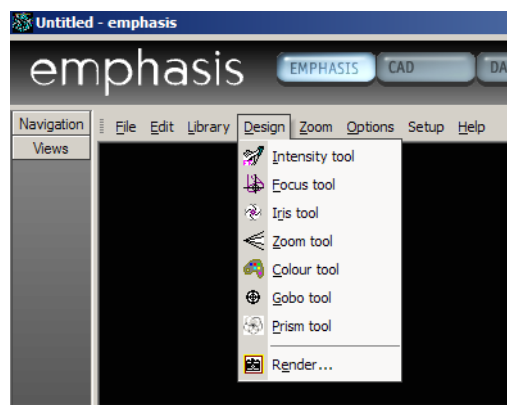 Untitled - emphasis
emphasis EMPHASIS CAD DA
Navigation File Edit Library Design Zoom Options Setup Help
Views
Intensity tool
Focus tool
Iris tool
Zoom tool
Colour tool
Gobo tool
Prism tool
Render...